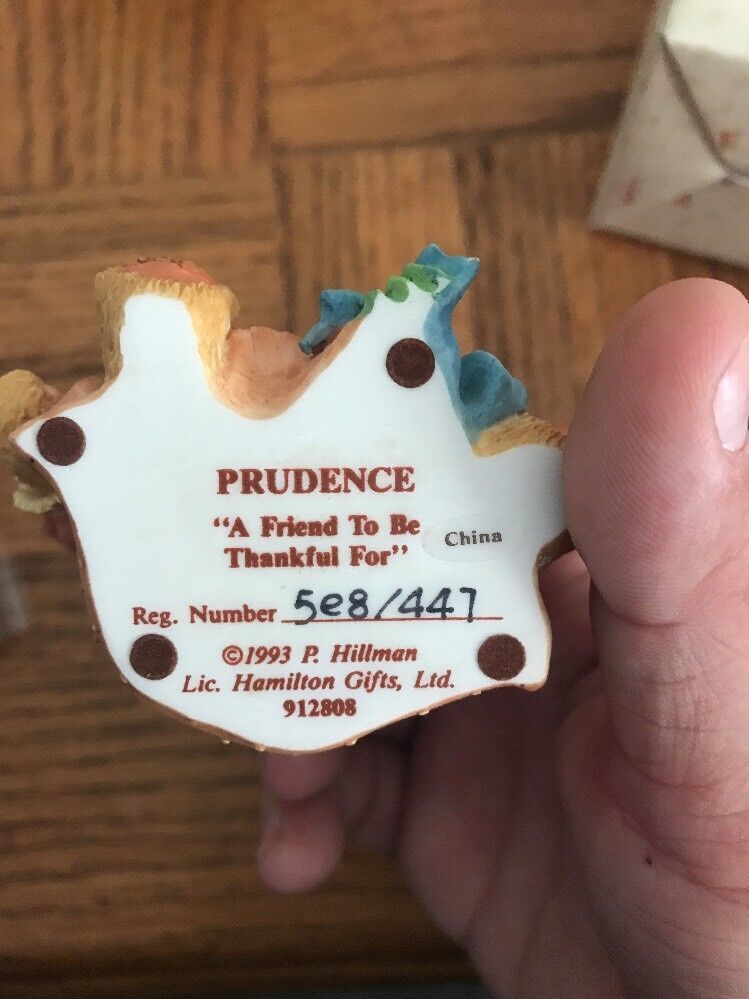 PRUDENCE
“A Friend To Be
Thankful For”
China
Reg. Number 5e8/447
©1993 P. Hillman
Lic. Hamilton Gifts, Ltd.
912808